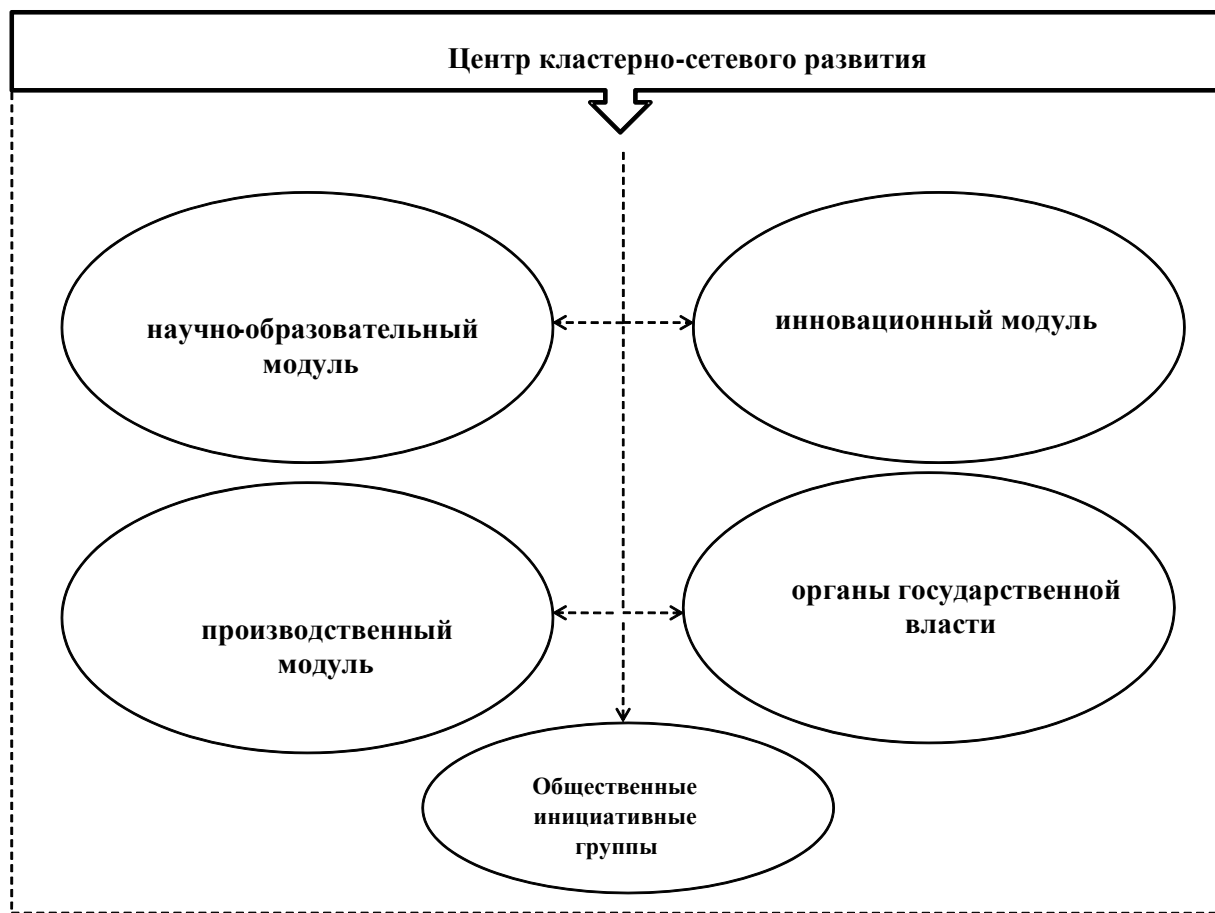 Центр кластерно-сетевого развития
научно-образовательный
модуль
инновационный модуль
производственный
модуль
органы государственной
власти
Общественные
инициативные
группы